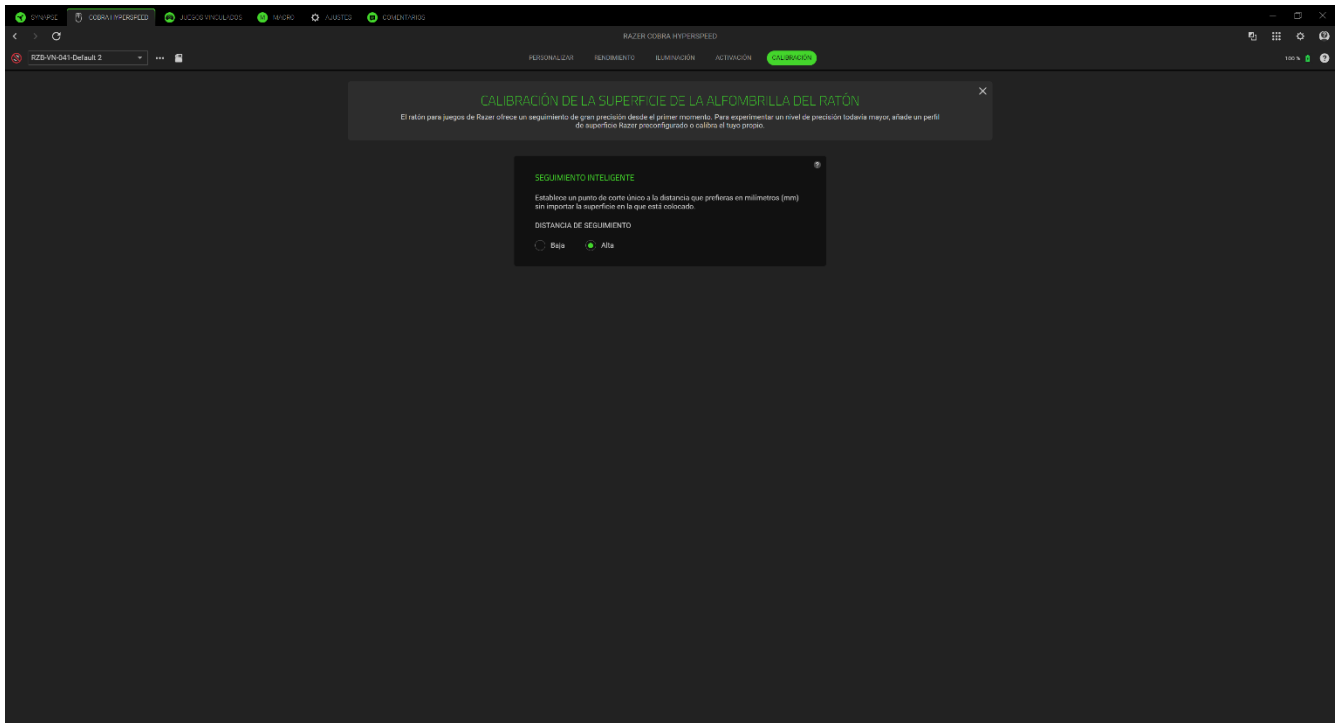 SYNAPSE COBRA HYPERSPEED JUEGOS VINCULADOS MACRO AJUSTES COMENTARIOS
RAZER COBRA HYPERSPEED
RZB-VN-041-Default 2 PERSONALIZAR RENDIMIENTO ILUMINACIÓN ACTIVACIÓN CALIBRACIÓN 100 %
CALIBRACIÓN DE LA SUPERFICIE DE LA ALFOMBRILLA DEL RATÓN
El ratón para juegos de Razer ofrece un seguimiento de gran precisión desde el primer momento. Para experimentar un nivel de precisión todavía mayor, añade un perfil
de superficie Razer preconfigurado o calibra el tuyo propio.
SEGUIMIENTO INTELIGENTE
Establece un punto de corte único a la distancia que prefieras en milímetros (mm)
sin importar la superficie en la que está colocado.
DISTANCIA DE SEGUIMIENTO
Baja Alta